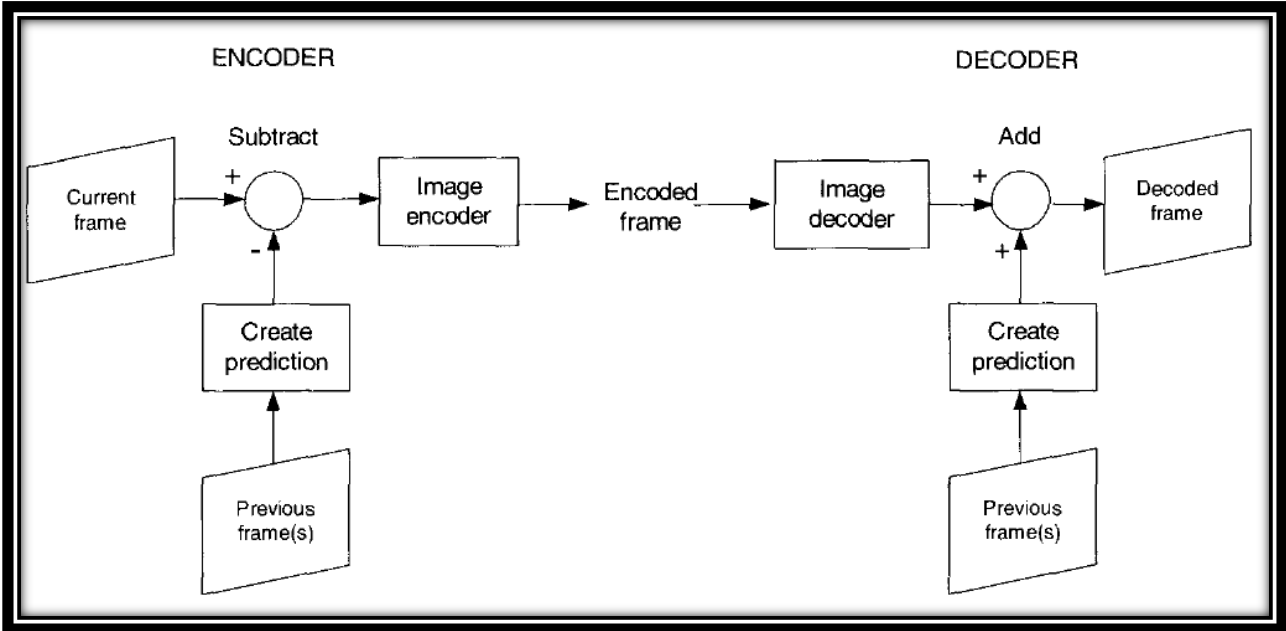 ENCODER
DECODER
Subtract
Add
Current
frame
+
-
Image
encoder
Encoded
frame
Image
decoder
+
+
Decoded
frame
Create
prediction
Create
prediction
Previous
frame(s)
Previous
frame(s)